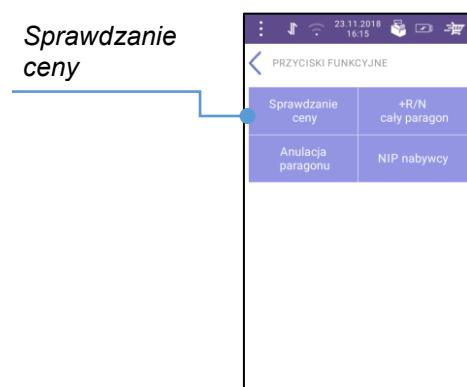 Sprawdzanie
ceny
23.11.2018
16:15
PRZYCISKI FUNKCYJNE
Sprawdzanie
ceny
+R/N
cały paragon
Anulacja
paragonu
NIP nabywcy